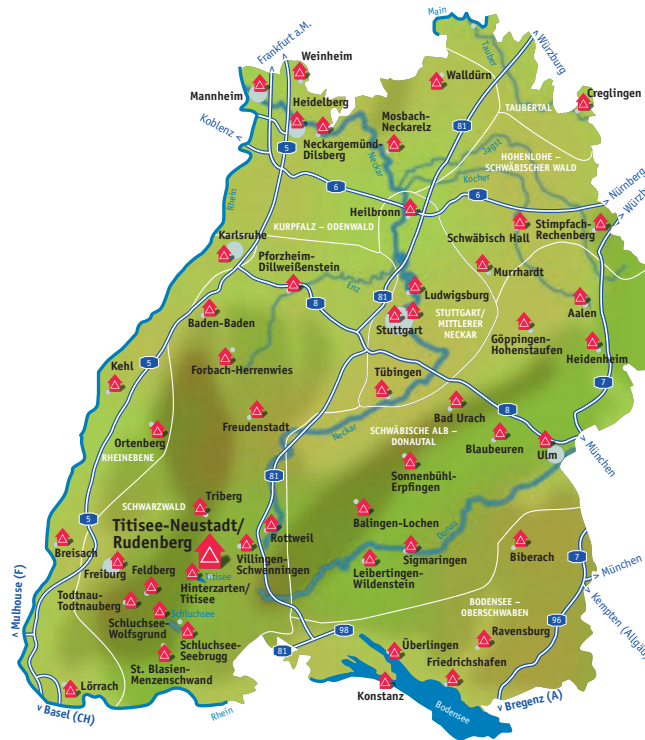 Main
Frankfurt a.M. >
Weinheim
> Würzburg
Tauber
Walldürn
Creglingen
Mannheim
Heidelberg
TAUBERTAL
Koblenz <
Mosbach-
Neckarelz
81
Neckargemünd-
Dilsberg
Neckar
5
Jagst
HOHENLOHE –
SCHWÄBISCHER WALD
Kocher
6
6
> Nürnberg
> Würzb
Rhein
Heilbronn
KURPFALZ – ODENWALD
Stimpfach-
Rechenberg
Schwäbisch Hall
Karlsruhe
Pforzheim-
Dillweißenstein
Murrhardt
Enz
81
Ludwigsburg
8
Aalen
Baden-Baden
Stuttgart
STUTTGART/
MITTLERER
NECKAR
Göppingen-
Hohenstaufen
Heidenheim
5
Forbach-Herrenwies
Kehl
Tübingen
7
Freudenstadt
Bad Urach
8
Neckar
SCHWÄBISCHE ALB –
DONAUTAL
Ortenberg
RHEINEBENE
Blaubeuren
Ulm
> München
81
Sonnenbühl-
Erpfingen
Triberg
SCHWARZWALD
5
Titisee-Neustadt/
Rudenberg
Balingen-Lochen
Donau
Rottweil
Breisach
Villingen-
Schwenningen
Sigmaringen
Biberach
7
Freiburg
Feldberg
Titisee
Hinterzarten/
Titisee
Leibertingen-
Wildenstein
> München
> Kempten (Allgäu)
Todtnau-
Todtnauberg
Schluchsee
BODENSEE –
OBERSCHWABEN
< Mulhouse (F)
Schluchsee-
Wolfsgrund
96
98
Ravensburg
Schluchsee-
Seebrugg
81
Überlingen
St. Blasien-
Menzenschwand
Friedrichshafen
Lörrach
Konstanz
Bodensee
v Basel (CH)
Rhein
v Bregenz (A)